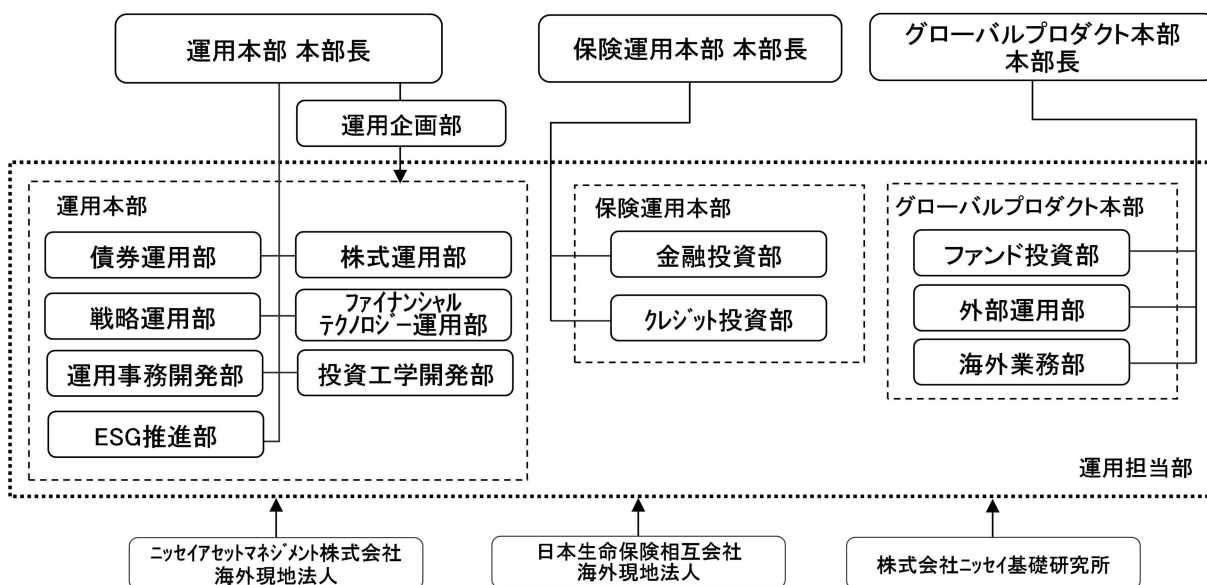 運用本部 本部長
保険運用本部 本部長
グローバルプロダクト本部
本部長
運用企画部
運用本部
債券運用部
株式運用部
戦略運用部
ファイナンシャル
テクノロジー運用部
運用事務開発部
投資工学開発部
ESG推進部
保険運用本部
金融投資部
クレジット投資部
グローバルプロダクト本部
ファンド投資部
外部運用部
海外業務部
運用担当部
ニッセイアセットマネジメント株式会社
海外現地法人
日本生命保険相互会社
海外現地法人
株式会社ニッセイ基礎研究所